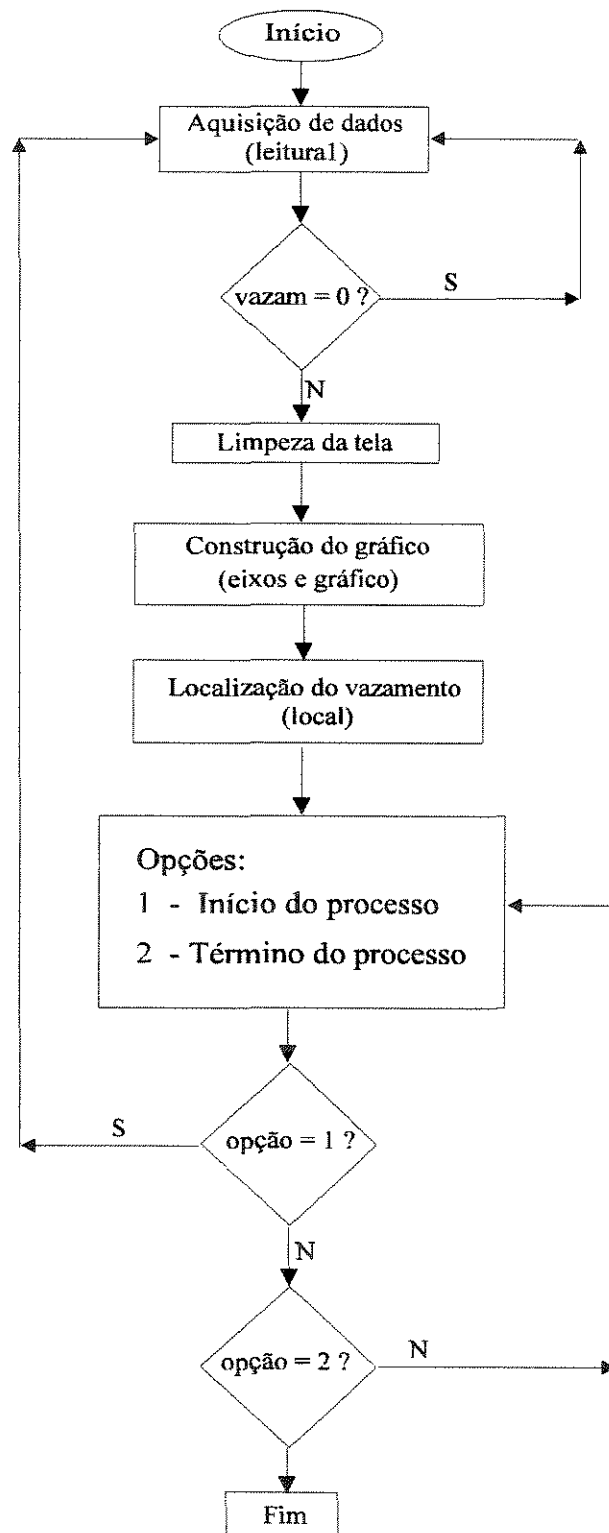 Início
Aquisição de dados
(leitura1)
vazam = 0 ?
S
N
Limpeza da tela
Construção do gráfico
(eixos e gráfico)
Localização do vazamento
(local)
Opções:
1 - Início do processo
2 - Término do processo
S
opção = 1 ?
N
opção = 2 ?
N
Fim